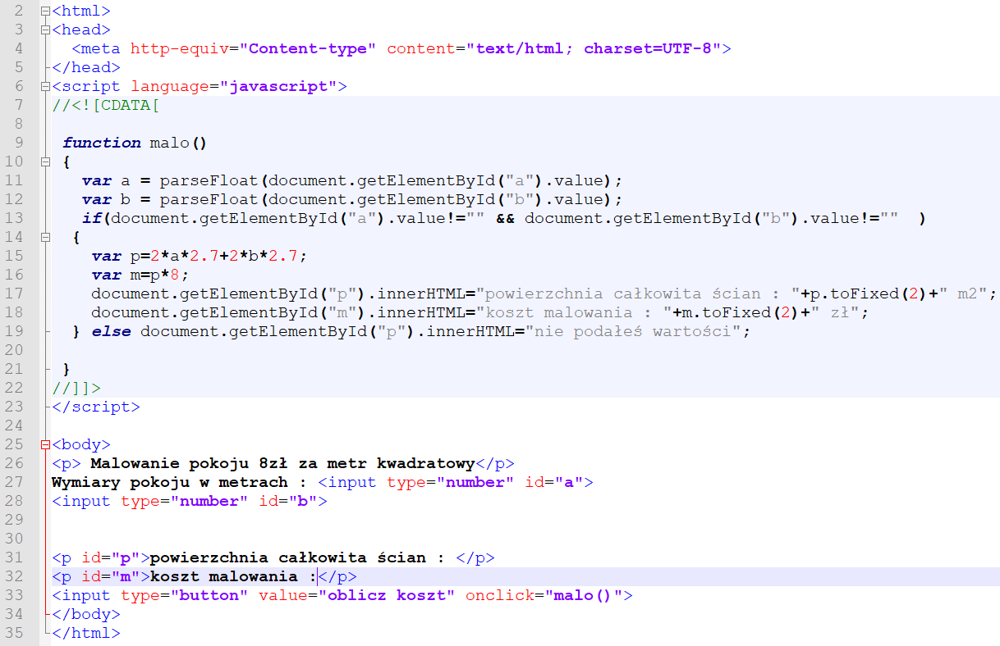 2 <html>
3 <head>
4   <meta http-equiv="Content-type" content="text/html; charset=UTF-8">
5 </head>
6 <script language="javascript">
7 //<![CDATA[
8
9  function malo()
10  {
11    var a = parseFloat(document.getElementById("a").value);
12    var b = parseFloat(document.getElementById("b").value);
13    if(document.getElementById("a").value!="" && document.getElementById("b").value!=""  )
14   {
15     var p=2*a*2.7+2*b*2.7;
16     var m=p*8;
17     document.getElementById("p").innerHTML="powierzchnia całkowita ścian : "+p.toFixed(2)+" m2";
18     document.getElementById("m").innerHTML="koszt malowania : "+m.toFixed(2)+" zł";
19   } else document.getElementById("p").innerHTML="nie podałeś wartości";
20
21  }
22 //]]>
23 </script>
24
25 <body>
26 <p> Malowanie pokoju 8zł za metr kwadratowy</p>
27 Wymiary pokoju w metrach : <input type="number" id="a">
28 <input type="number" id="b">
29
30
31 <p id="p">powierzchnia całkowita ścian : </p>
32 <p id="m">koszt malowania :</p>
33 <input type="button" value="oblicz koszt" onclick="malo()">
34 </body>
35 </html>